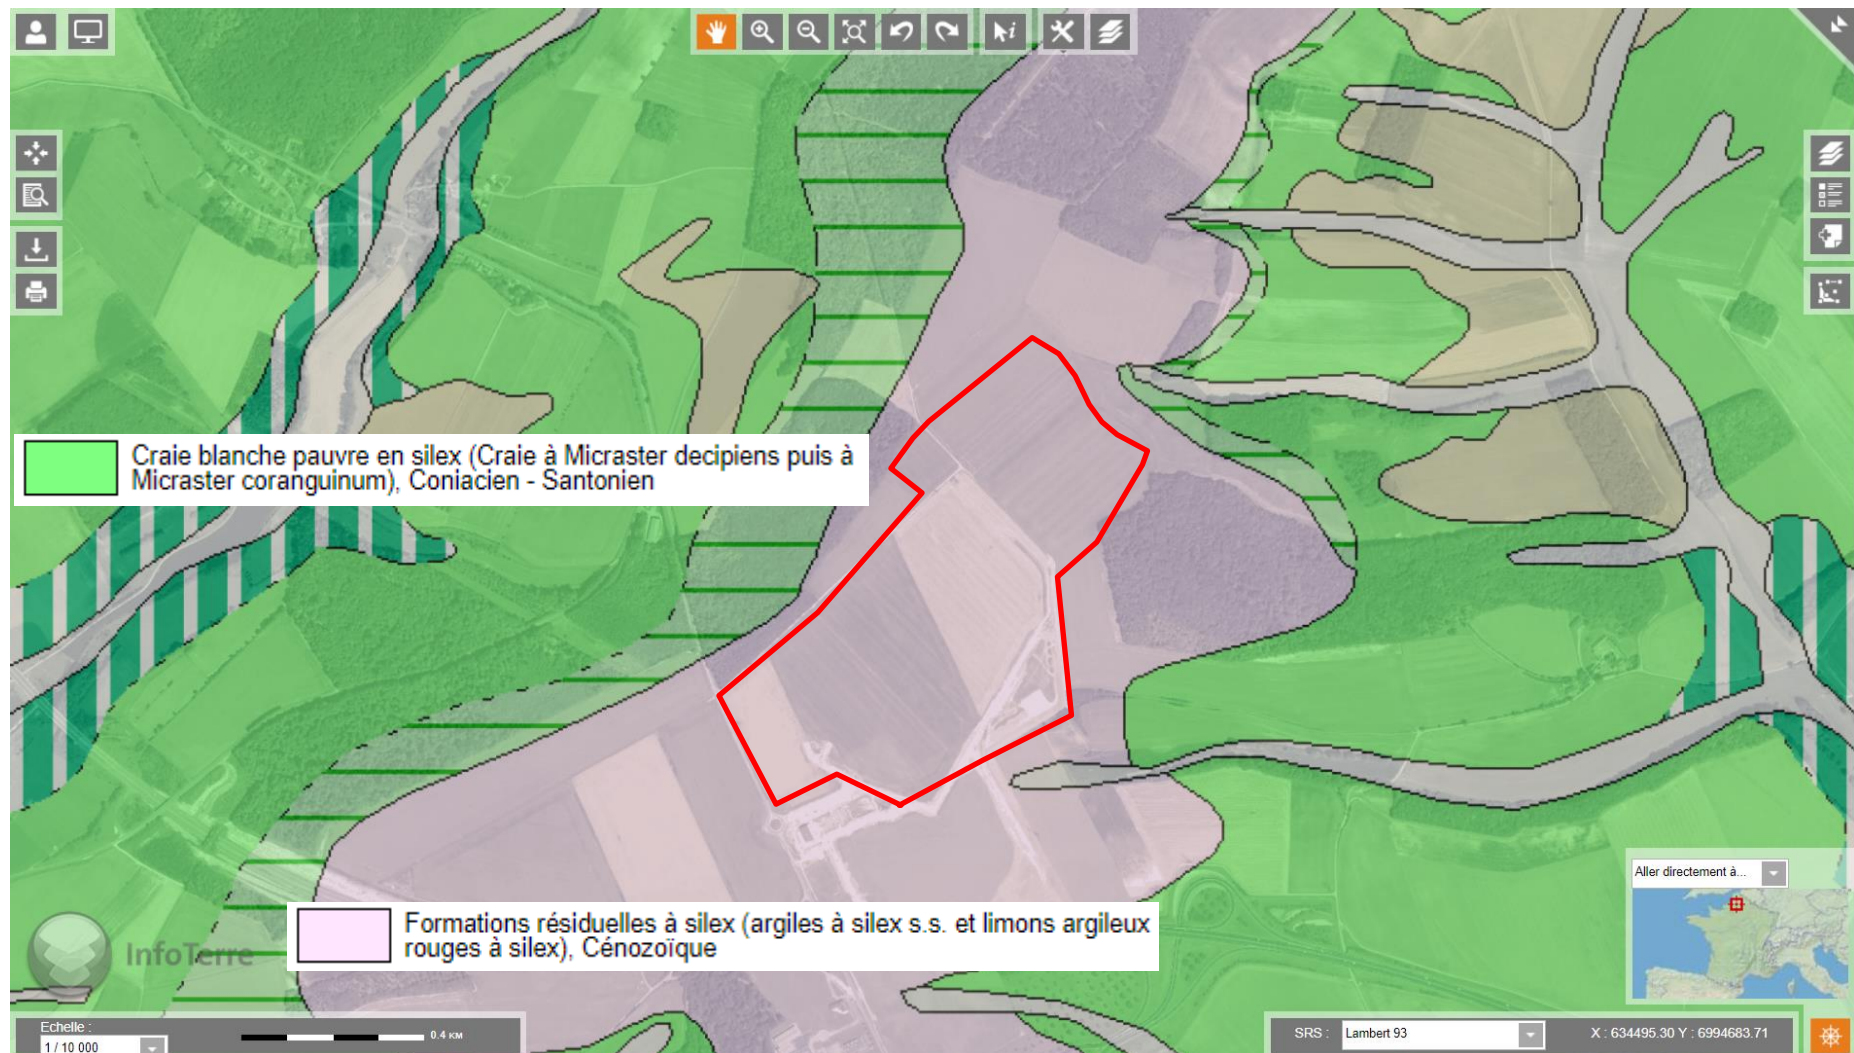 Craie blanche pauvre en silex (Craie à Micraster decipiens puis à
Micraster coranguinum), Coniacien - Santonien
Formations résiduelles à silex (argiles à silex s.s. et limons argileux
rouges à silex), Cénozoïque
Aller directement à...
InfoTerre
Echelle :
1 / 10 000
0.4 KM
SRS :
Lambert 93
X : 634495.30 Y : 6994683.71